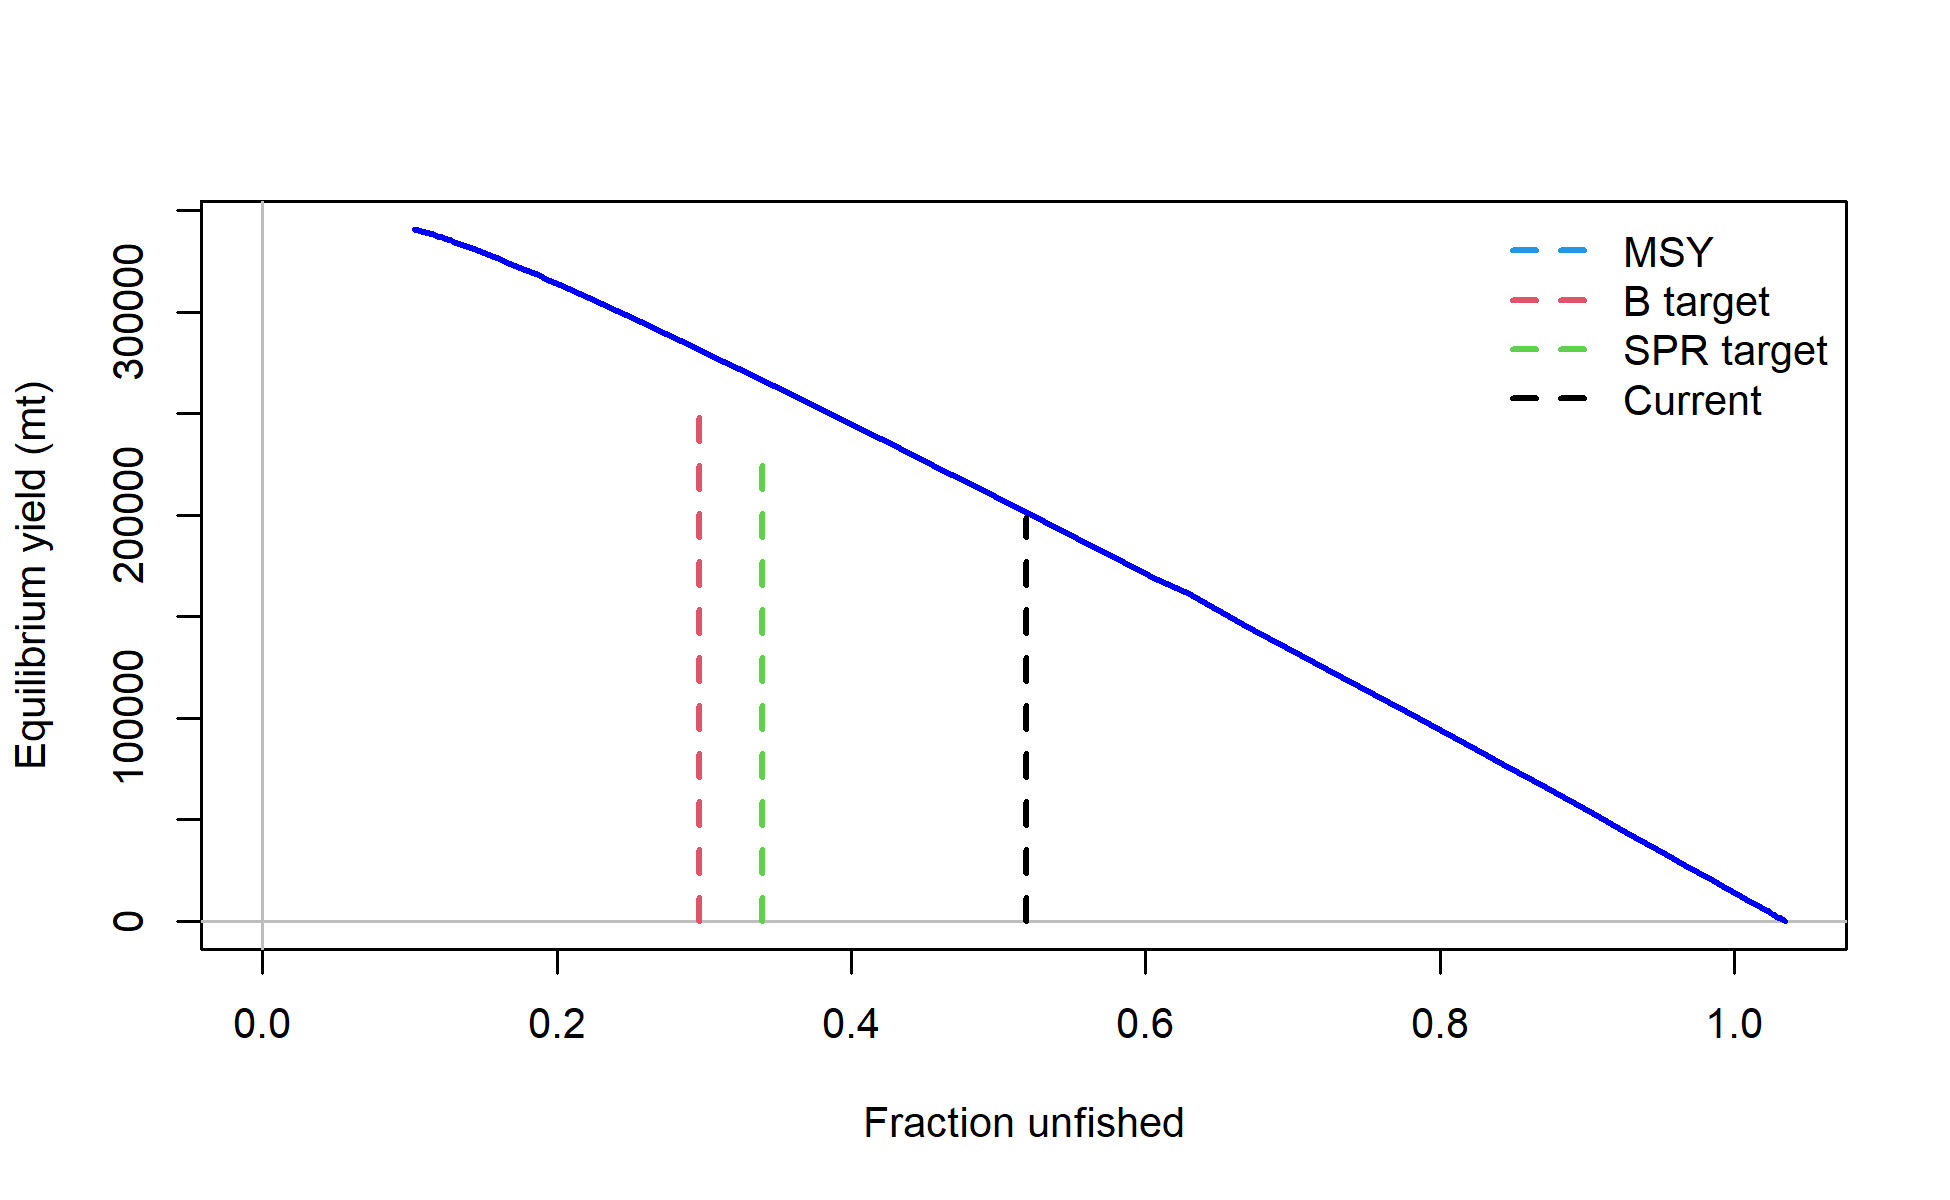 MSY
B target
SPR target
Current
Equilibrium yield (mt)
300000
200000
100000
0
0.0 0.2 0.4 0.6 0.8 1.0
Fraction unfished